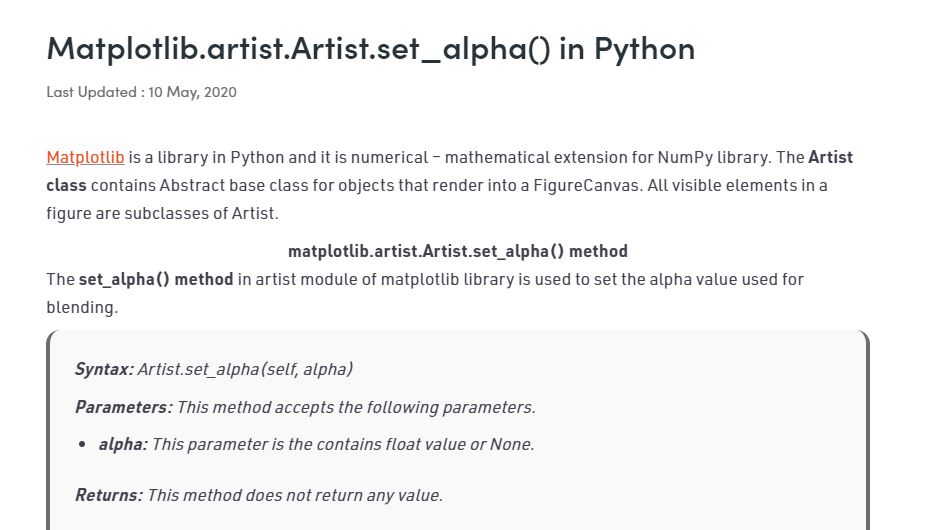 Matplotlib.artist.Artist.set_alpha() in Python
Last Updated : 10 May, 2020
Matplotlib is a library in Python and it is numerical – mathematical extension for NumPy library. The Artist
class contains Abstract base class for objects that render into a FigureCanvas. All visible elements in a
figure are subclasses of Artist.
matplotlib.artist.Artist.set_alpha() method
The set_alpha() method in artist module of matplotlib library is used to set the alpha value used for
blending.
Syntax: Artist.set_alpha(self, alpha)
Parameters: This method accepts the following parameters.
• alpha: This parameter is the contains float value or None.
Returns: This method does not return any value.